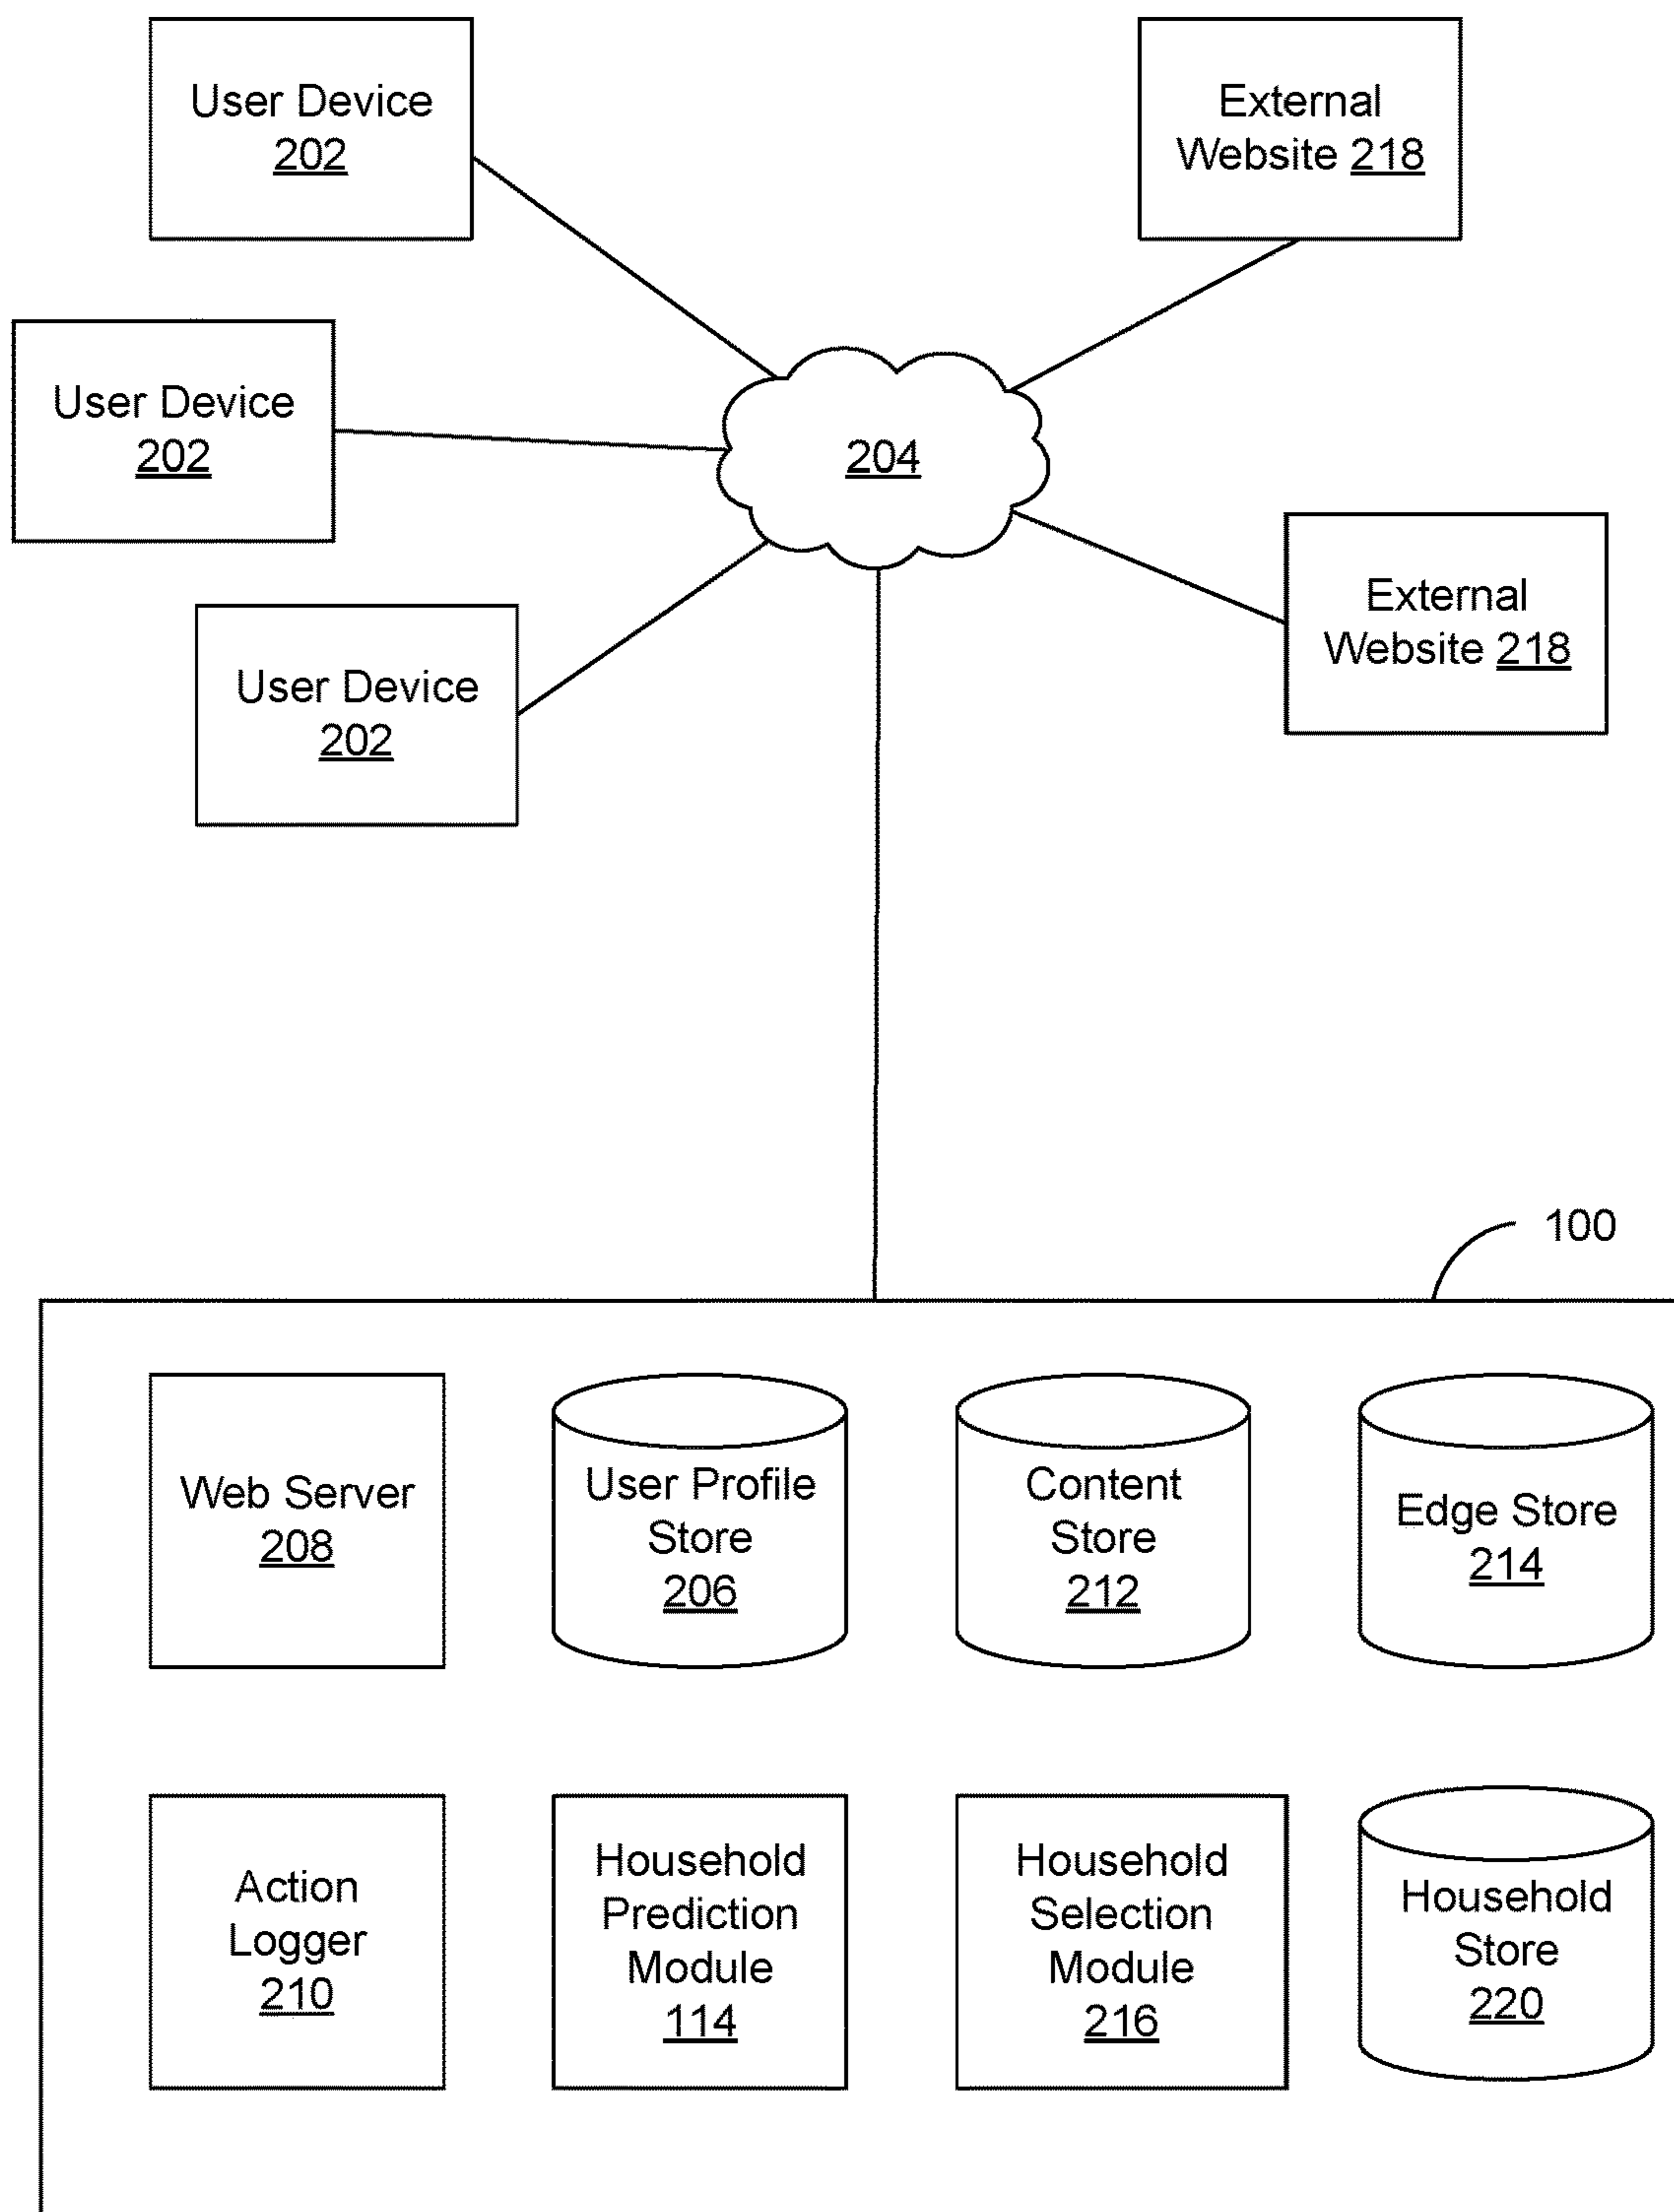 User Device
202
External
Website 218
User Device
202
204
External
Website 218
User Device
202
100
Web Server
208
User Profile
Store
206
Content
Store
212
Edge Store
214
Action
Logger
210
Household
Prediction
Module
114
Household
Selection
Module
216
Household
Store
220